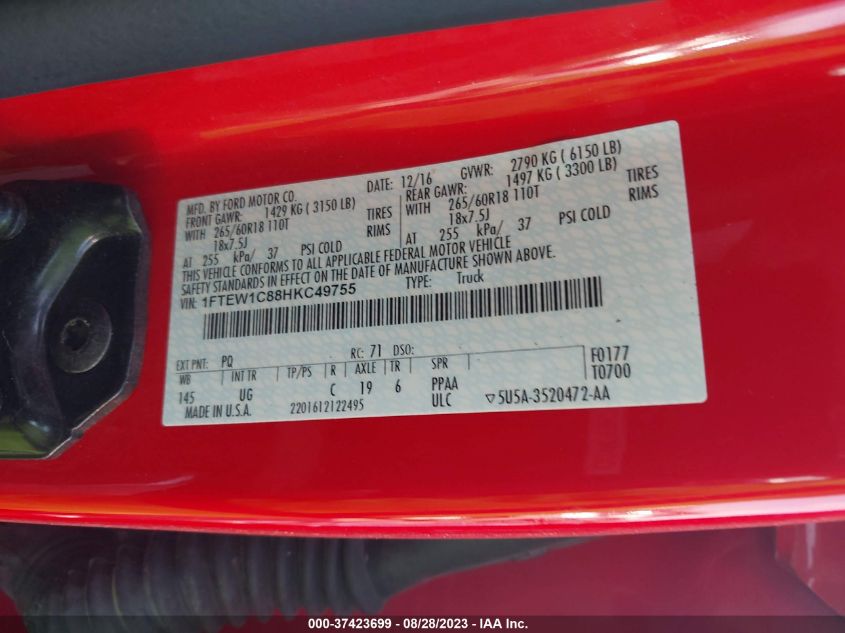 MFD. BY FORD MOTOR CO.
DATE: 12/16 GVWR: 2790 KG ( 6150 LB)
FRONT GAWR: 1429 KG ( 3150 LB)
WITH 265/60R18 110T TIRES
18x7.5J RIMS
AT 255 kPa/ 37 PSI COLD
REAR GAWR: 1497 KG ( 3300 LB)
WITH 265/60R18 110T TIRES
18x7.5J RIMS
AT 255 kPa/ 37 PSI COLD
THIS VEHICLE CONFORMS TO ALL APPLICABLE FEDERAL MOTOR VEHICLE
SAFETY STANDARDS IN EFFECT ON THE DATE OF MANUFACTURE SHOWN ABOVE.
VIN: 1FTEW1C88HKC49755 TYPE: Truck
EXT PNT: PQ RC: 71 DSO:
WB INT TR TP/PS R AXLE TR SPR
145 UG C 19 6 PPAA
MADE IN U.S.A. 2201612122495 ULC
F0177
T0700
▽5U5A-3520472-AA
000-37423699 - 08/28/2023 - IAA Inc.